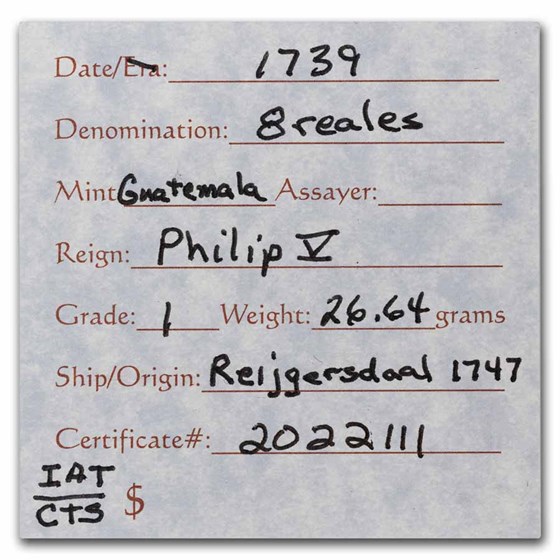 Date/Era: 1739
Denomination: 8 reales
Mint Guatemala Assayer:
Reign: Philip V
Grade: 1 Weight: 26.64 grams
Ship/Origin: Reijgersdaal 1747
Certificate#: 2022111
IAT
CTS $